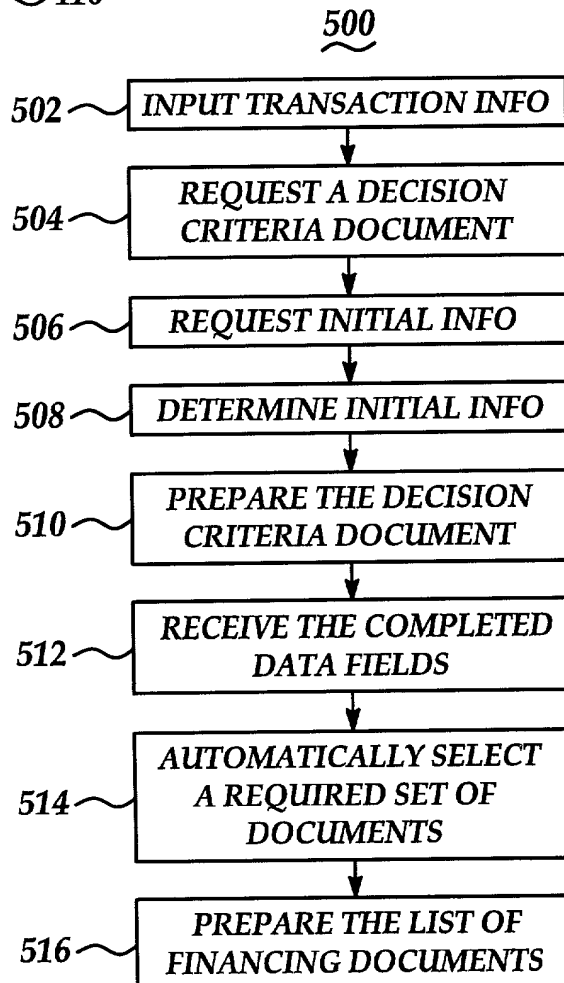 500
502 INPUT TRANSACTION INFO
504 REQUEST A DECISION
CRITERIA DOCUMENT
506 REQUEST INITIAL INFO
508 DETERMINE INITIAL INFO
510 PREPARE THE DECISION
CRITERIA DOCUMENT
512 RECEIVE THE COMPLETED
DATA FIELDS
514 AUTOMATICALLY SELECT
A REQUIRED SET OF
DOCUMENTS
516 PREPARE THE LIST OF
FINANCING DOCUMENTS